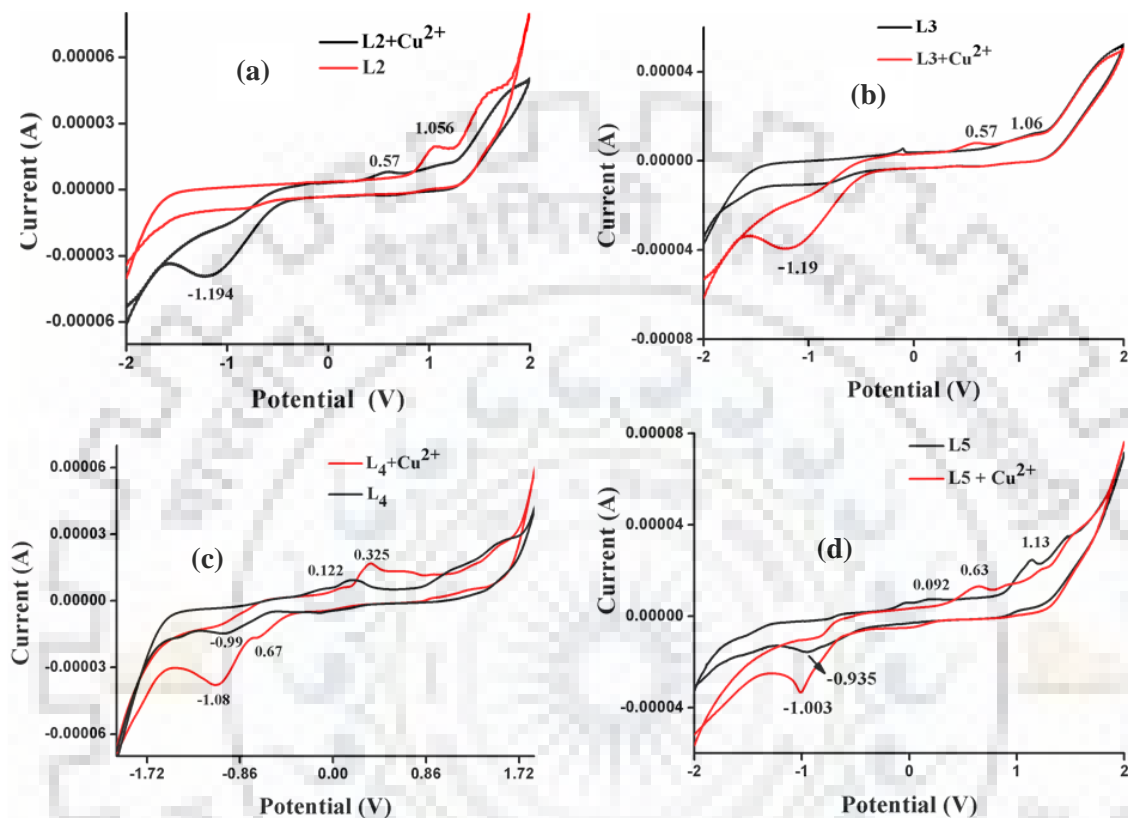 (a)
L2+Cu²⁺
L2
0.00006
0.00003
0.00000
-0.00003
-0.00006
0.57
1.056
-1.194
-2
-1
0
1
2
Current (A)
Potential (V)
(b)
L3
L3+Cu²⁺
0.00004
0.00000
-0.00004
-0.00008
0.57
1.06
-1.19
-2
-1
0
1
2
Current (A)
Potential (V)
(c)
L₄+Cu²⁺
L₄
0.00006
0.00003
0.00000
-0.00003
-0.00006
0.122
0.325
-0.99
0.67
-1.08
-1.72
-0.86
0.00
0.86
1.72
Current (A)
Potential (V)
(d)
L5
L5 + Cu²⁺
0.00008
0.00004
0.00000
-0.00004
0.092
0.63
1.13
-0.935
-1.003
-2
-1
0
1
2
Current (A)
Potential (V)